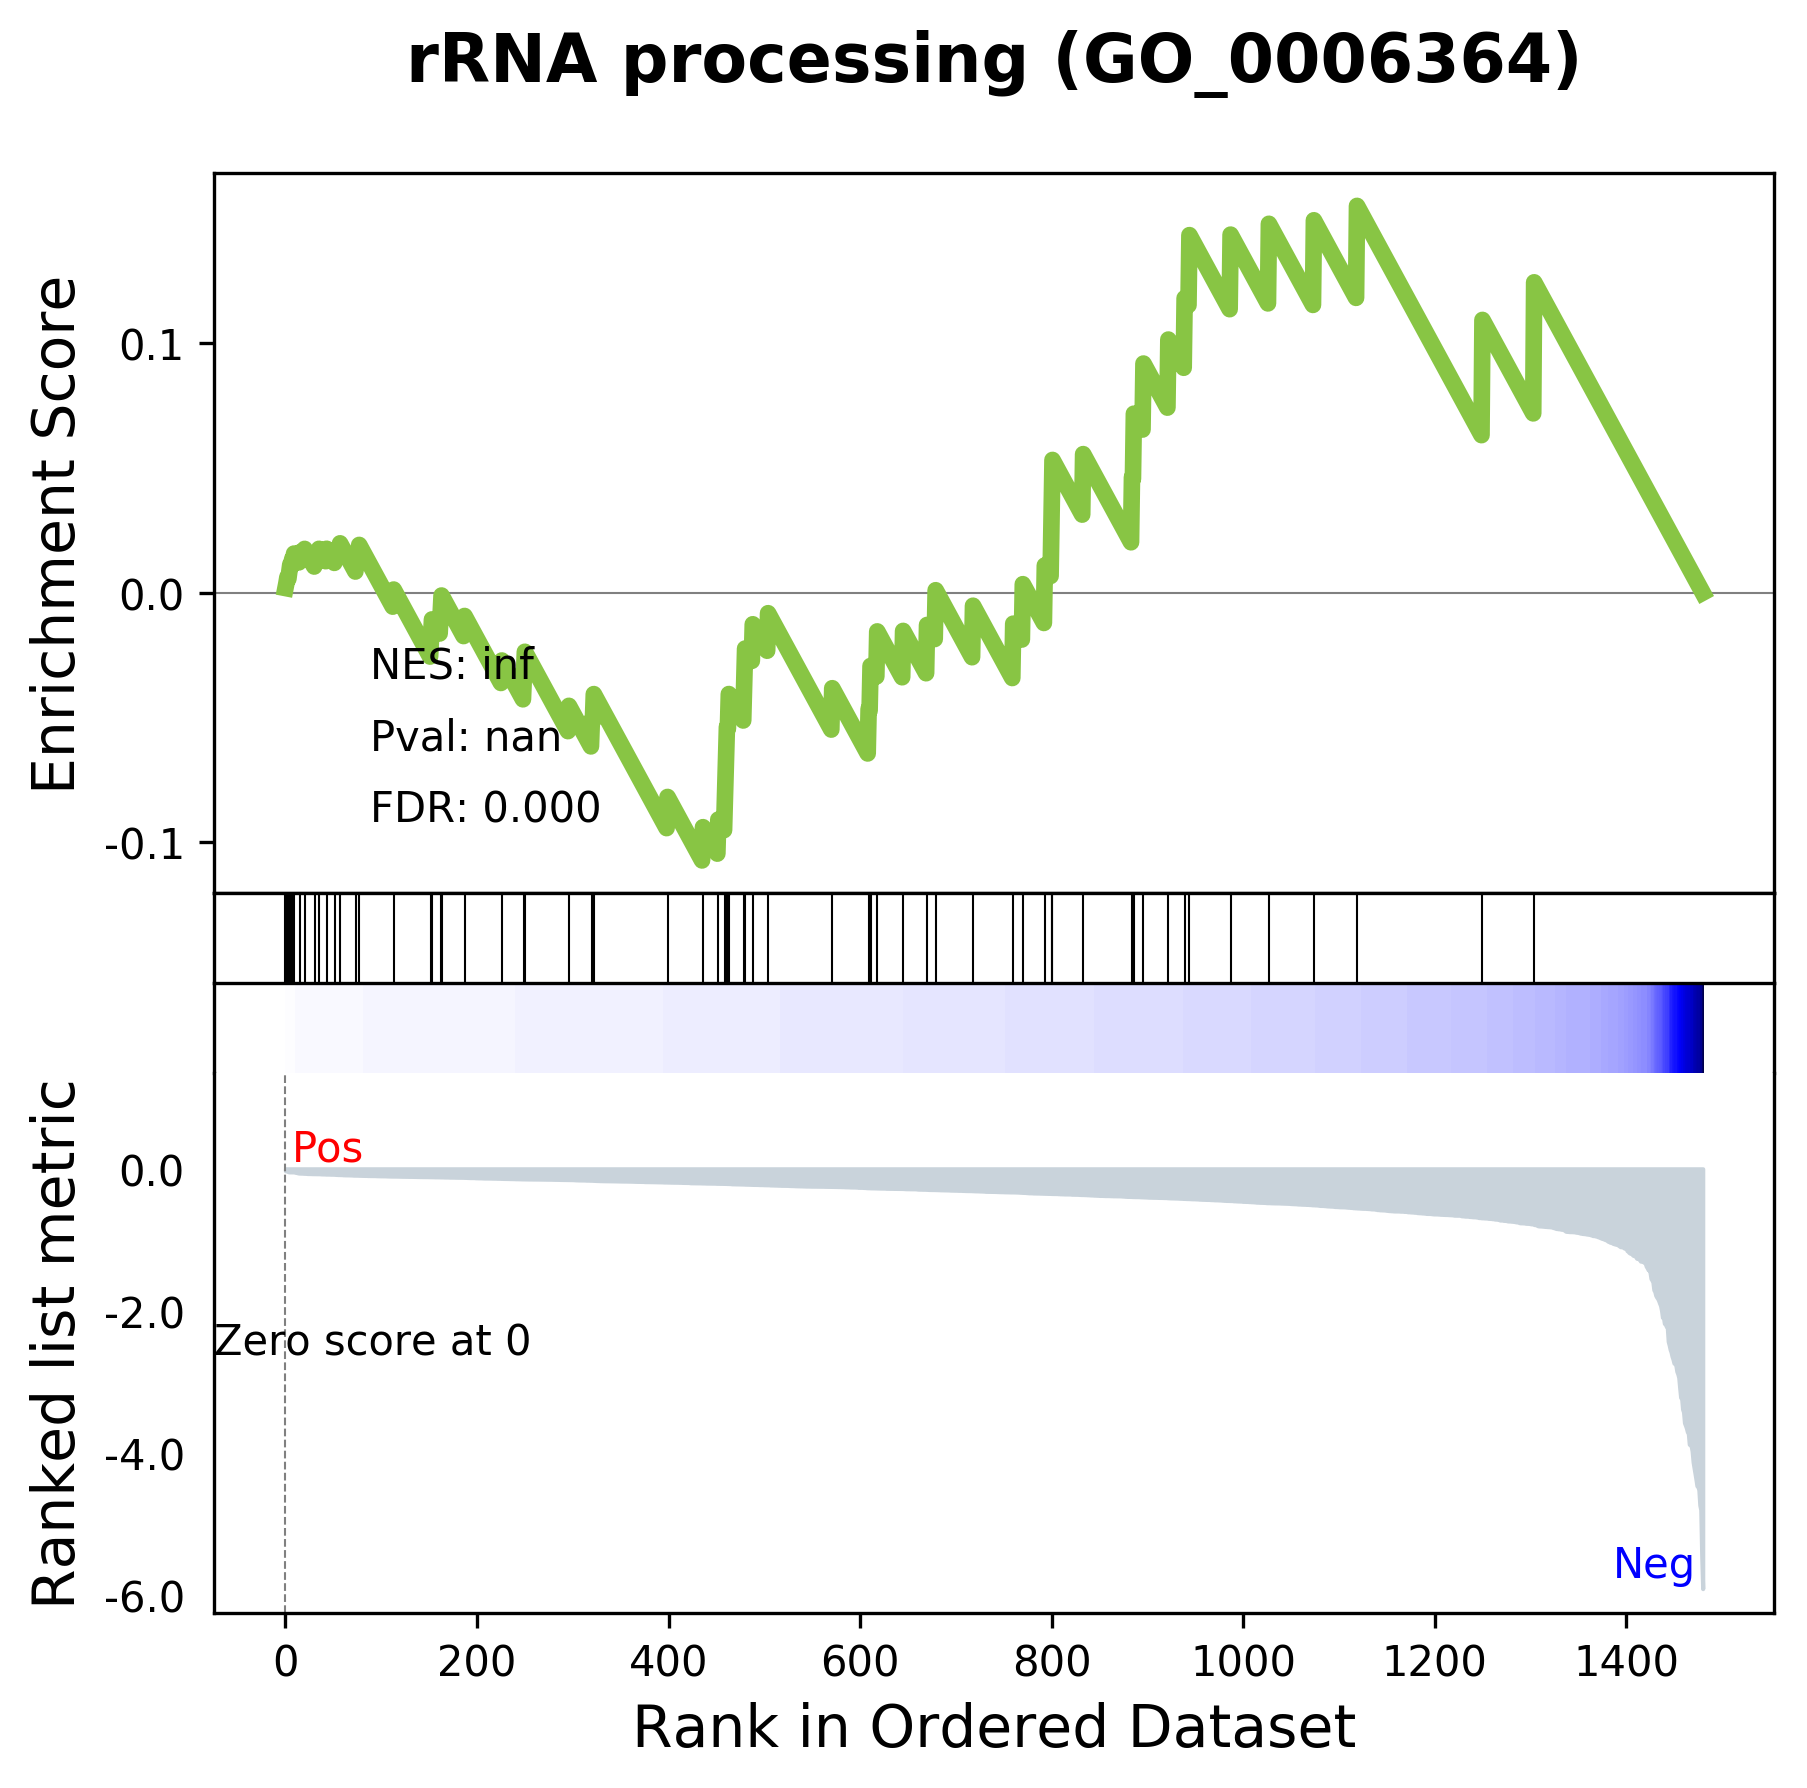 rRNA processing (GO_0006364)
Enrichment Score
0.1
0.0
-0.1
NES: inf
Pval: nan
FDR: 0.000
Ranked list metric
0.0
-2.0
-4.0
-6.0
Pos
Zero score at 0
Neg
0 200 400 600 800 1000 1200 1400
Rank in Ordered Dataset